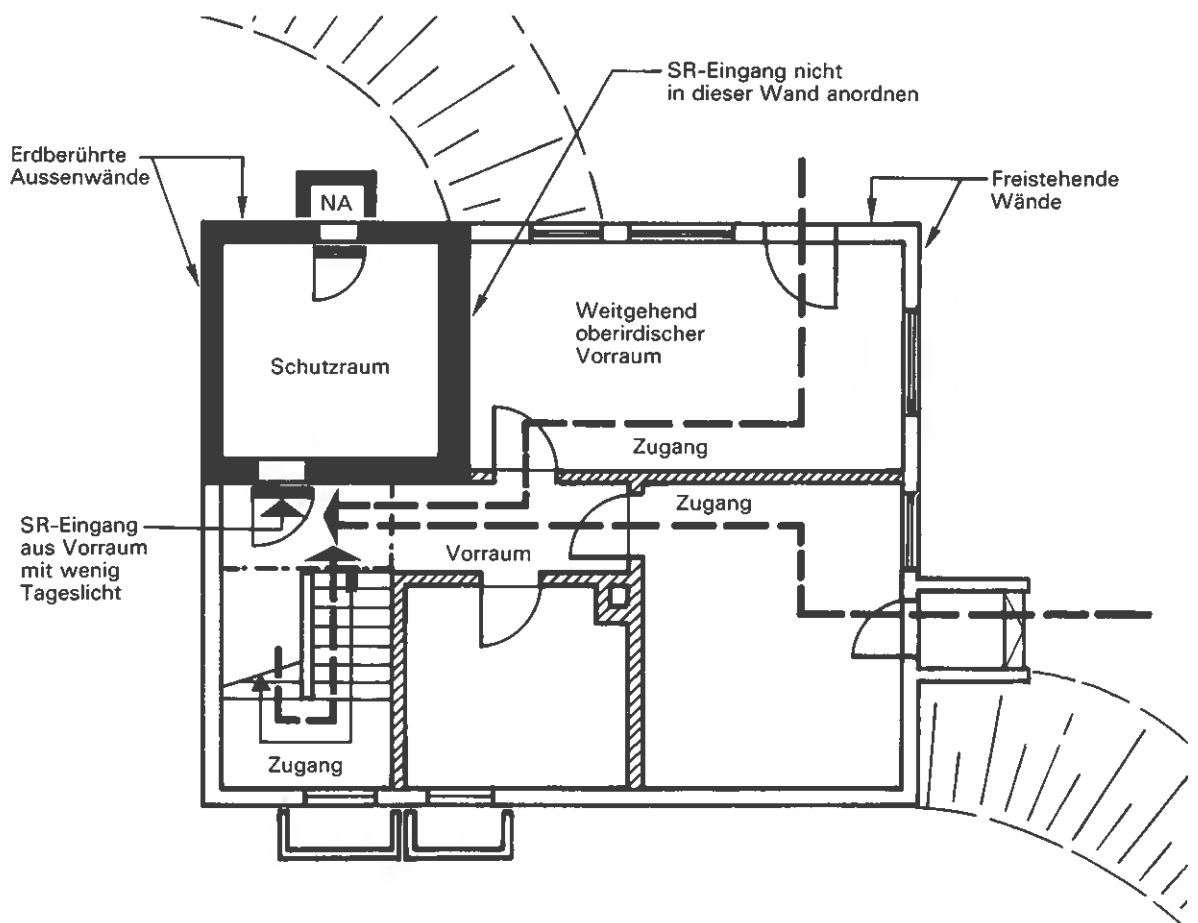 SR-Eingang nicht
in dieser Wand anordnen
Erdberührte
Aussenwände
NA
Freistehende
Wände
Weitgehend
oberirdischer
Vorraum
Schutzraum
Zugang
Zugang
SR-Eingang
aus Vorraum
mit wenig
Tageslicht
Vorraum
Zugang